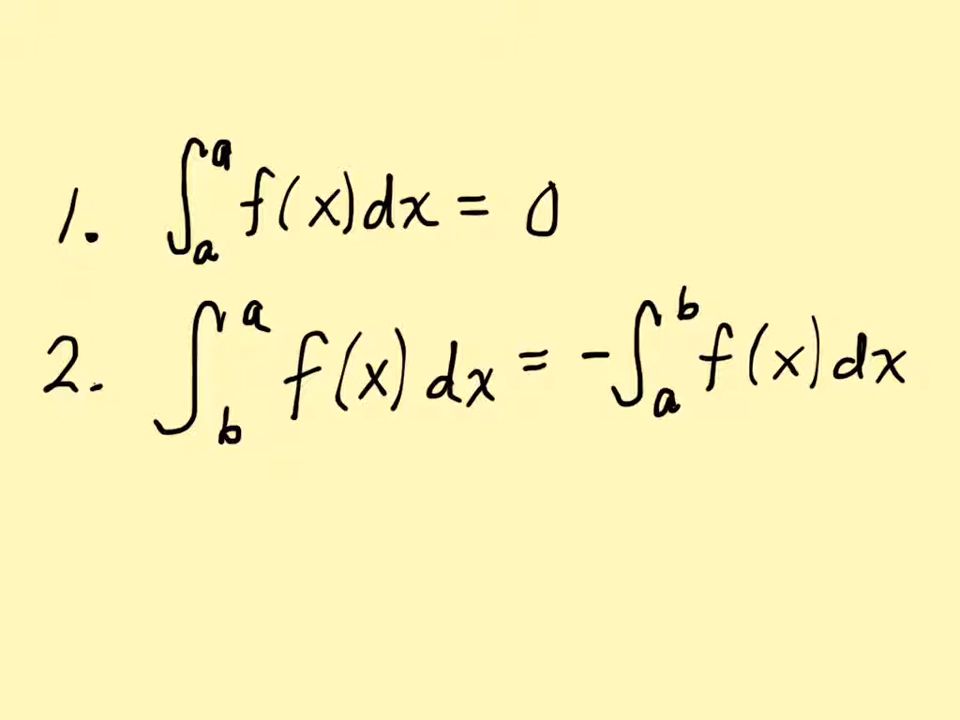 1. ∫_a^a f(x)dx = 0
2. ∫_b^a f(x)dx = -∫_a^b f(x)dx